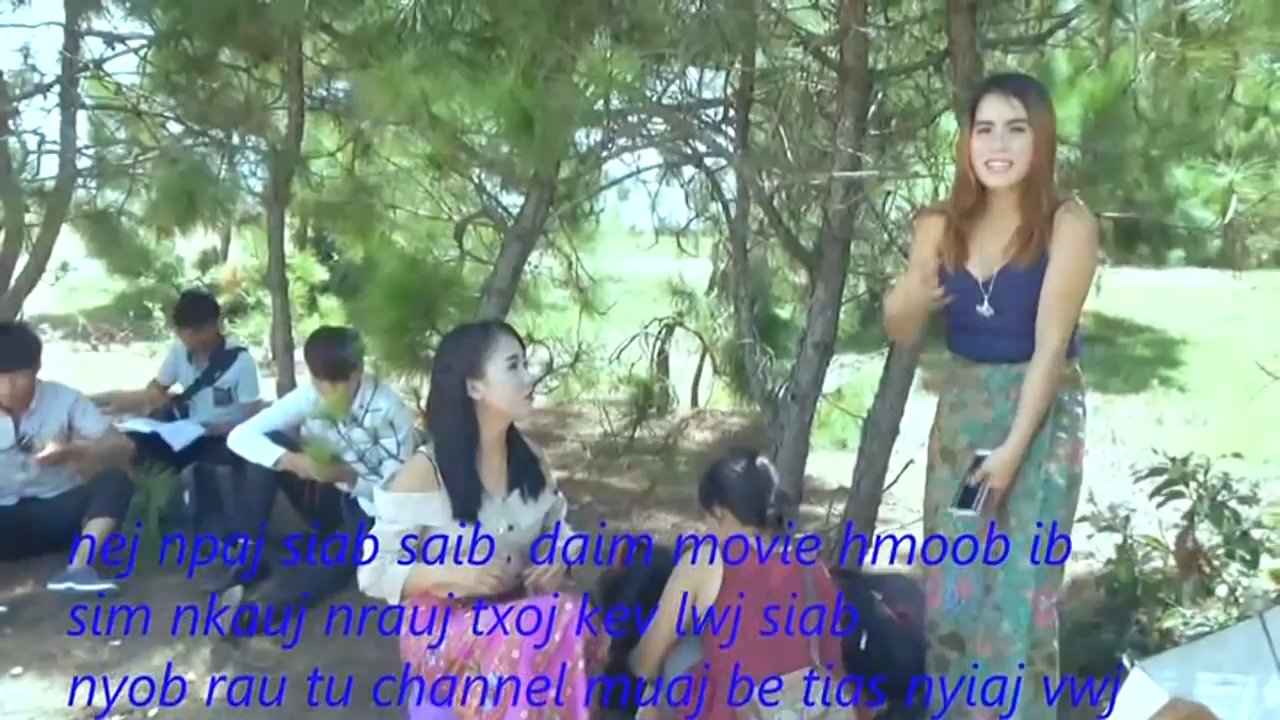 nej npaj siab saib daim movie hmoob ib
sim nkauj nrauj txoj kev lwj siab
nyob rau tu channel muaj be tias nyiaj vwj